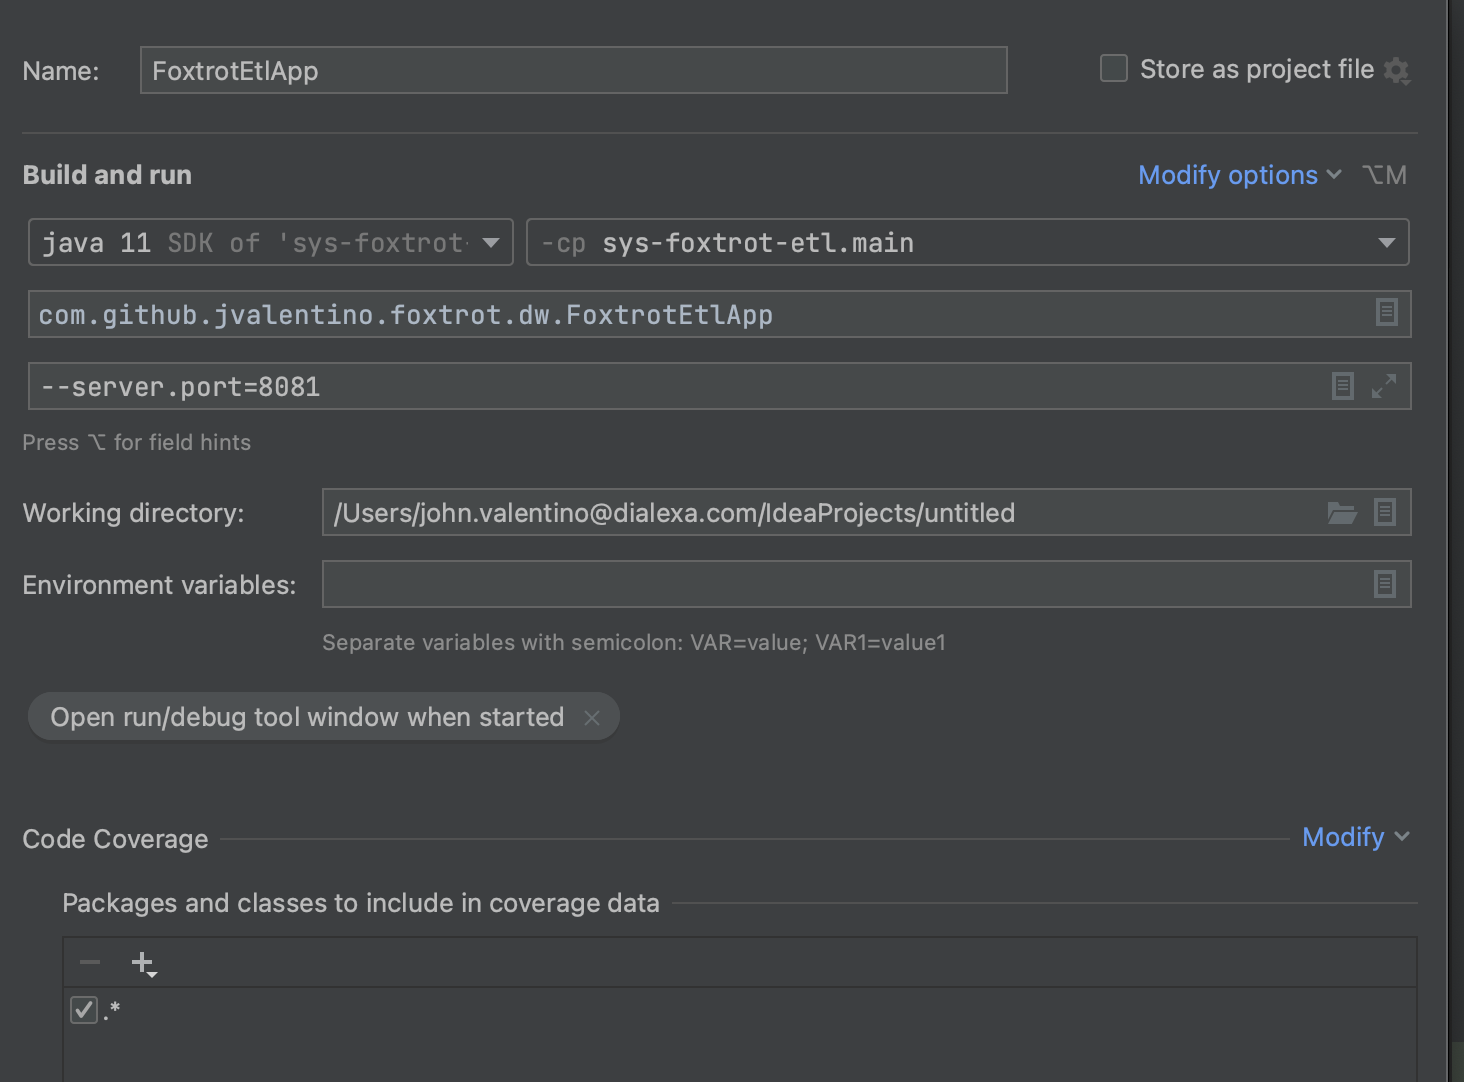 Name: FoxtrotEtlApp Store as project file
Build and run Modify options ⌥M
java 11 SDK of 'sys-foxtrot- -cp sys-foxtrot-etl.main
com.github.jvalentino.foxtrot.dw.FoxtrotEtlApp
--server.port=8081
Press ⌥ for field hints
Working directory: /Users/john.valentino@dialexa.com/IdeaProjects/untitled
Environment variables:
Separate variables with semicolon: VAR=value; VAR1=value1
Open run/debug tool window when started
Code Coverage Modify
Packages and classes to include in coverage data
.*